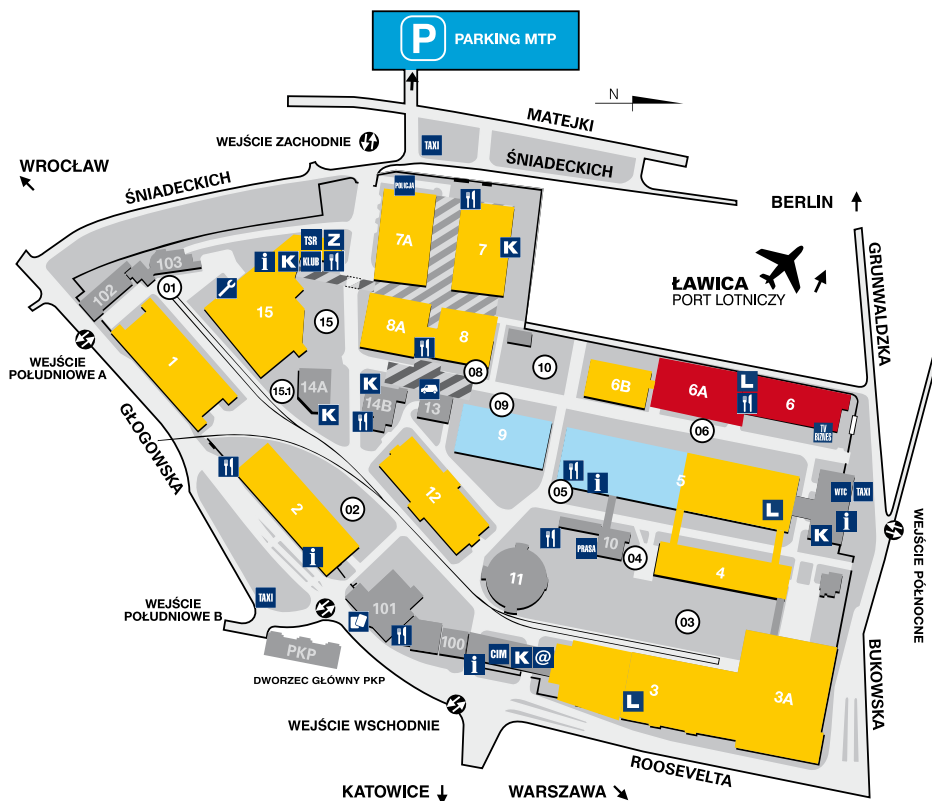 P PARKING MTP
N
MATEJKI
WEJŚCIE ZACHODNIE
TAXI
ŚNIADECKICH
WROCŁAW
ŚNIADECKICH
POLICJA
BERLIN
7A
7
K
TSR Z
i K KLUB
GRUNWALDZKA
ŁAWICA
PORT LOTNICZY
103
102
01
15
15
8A
8
1
WEJŚCIE
POŁUDNIOWE A
08
10
6B
6A
L
6
15.1
14A
K
K
14B
13
09
9
06
TV
BIZNES
GŁOGOWSKA
5
i
05
L
WTC TAXI
K
i
12
2
02
i
PRASA
10
04
4
11
WEJŚCIE PÓŁNOCNE
TAXI
WEJŚCIE
POŁUDNIOWE B
101
03
PKP
DWORZEC GŁÓWNY PKP
100
i
CIM K @
3
L
3A
BUKOWSKA
WEJŚCIE WSCHODNIE
ROOSEVELTA
KATOWICE
WARSZAWA